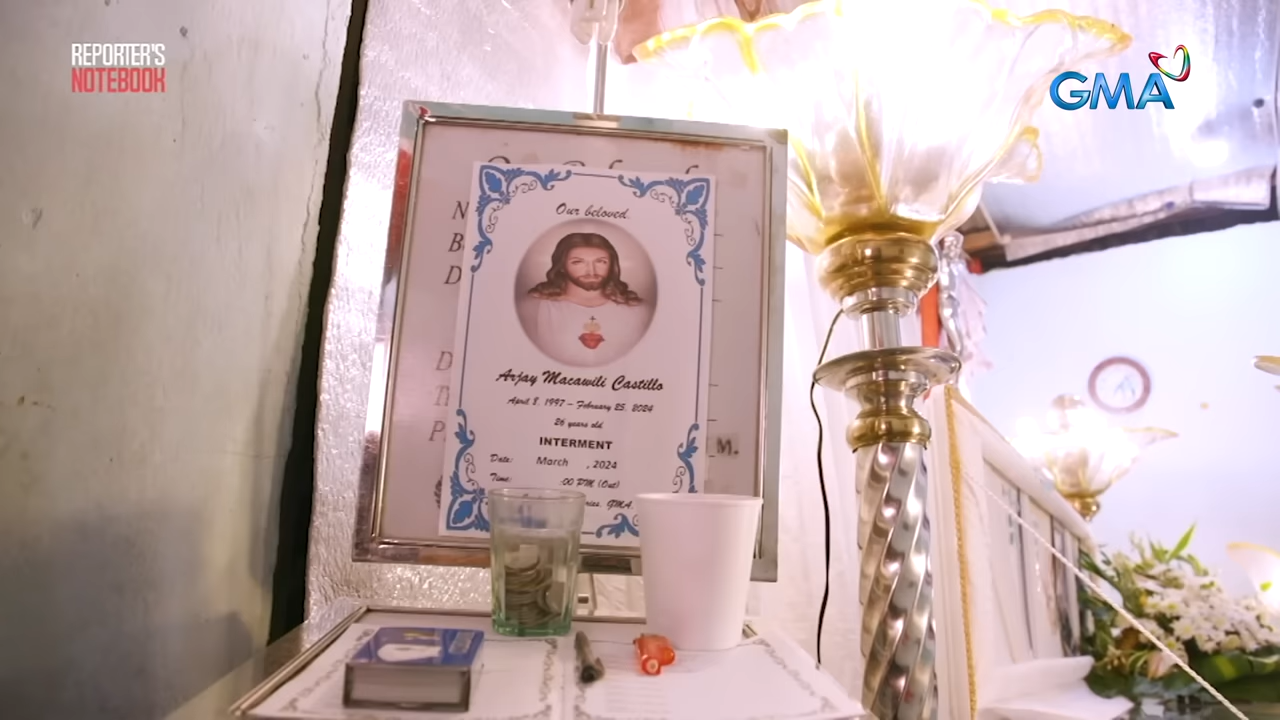 REPORTER'S
NOTEBOOK
GMA
Our beloved,
Arjay Macawili Castillo
April 8, 1997 – February 25, 2024
26 years old
INTERMENT
Date: March , 2024
Time: :00 PM (Out)
GMA,
M.